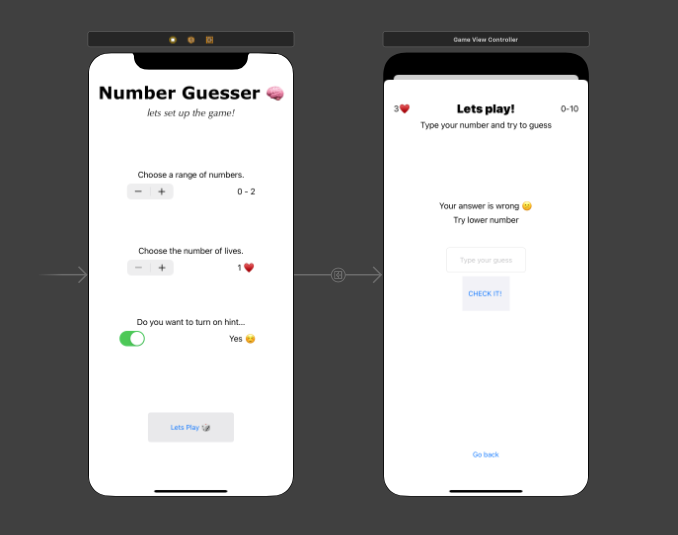 Number Guesser 🧠
lets set up the game!
Choose a range of numbers.
0 - 2
Choose the number of lives.
1 ❤️
Do you want to turn on hint...
Yes 😏
Lets Play 🎲
Game View Controller
3❤️
Lets play!
0-10
Type your number and try to guess
Your answer is wrong 😕
Try lower number
Type your guess
CHECK IT!
Go back